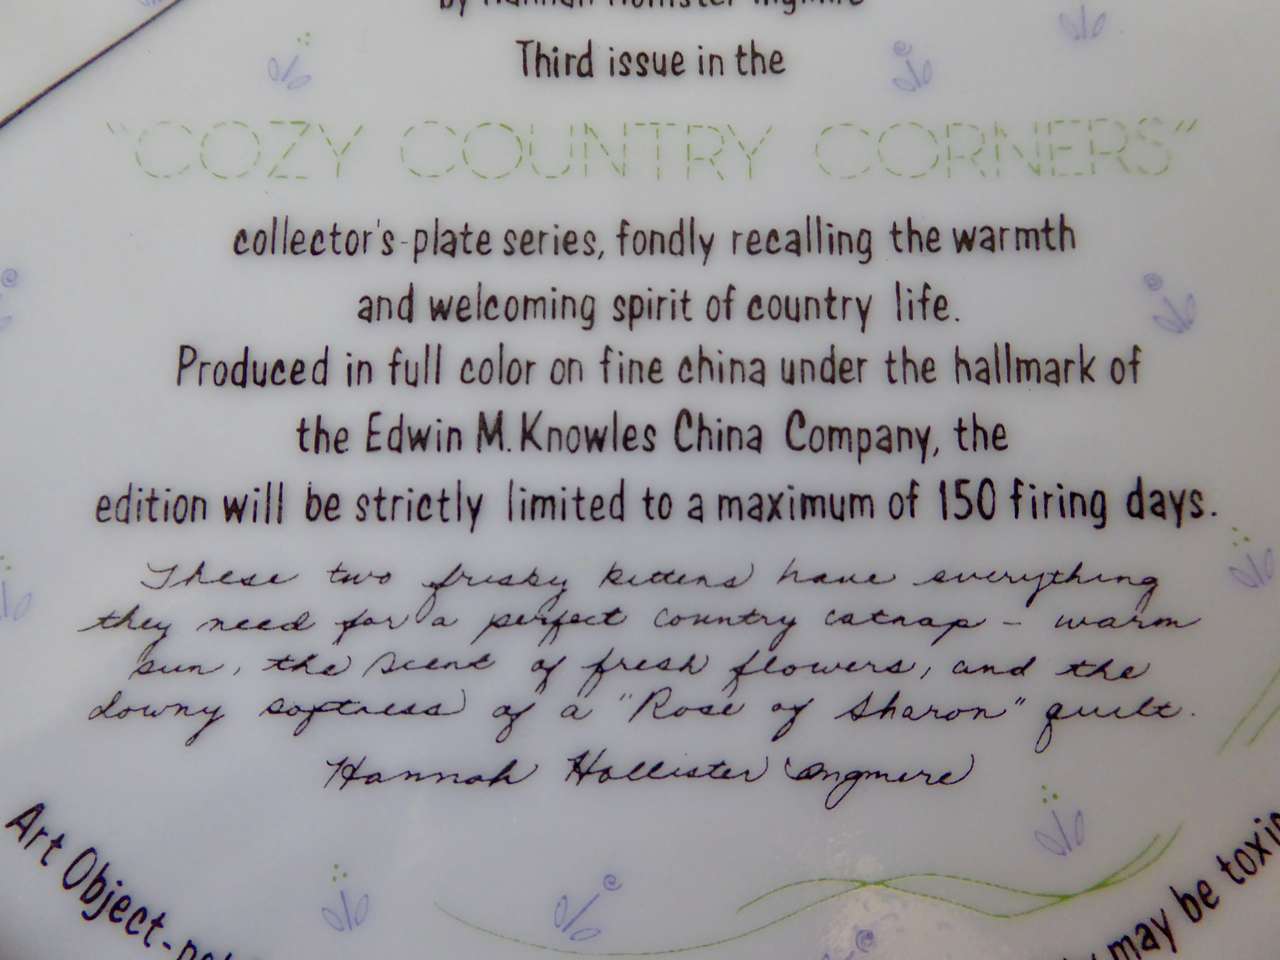 by Hannah Hollister Ingmire
Third issue in the
"COZY COUNTRY CORNERS"
collector's-plate series, fondly recalling the warmth
and welcoming spirit of country life.
Produced in full color on fine china under the hallmark of
the Edwin M. Knowles China Company, the
edition will be strictly limited to a maximum of 150 firing days.
These two frisky kittens have everything
they need for a perfect country catnap - warm
sun, the scent of fresh flowers, and the
downy softness of a "Rose of Sharon" quilt.
Hannah Hollister Ingmire
Art Object-
may be